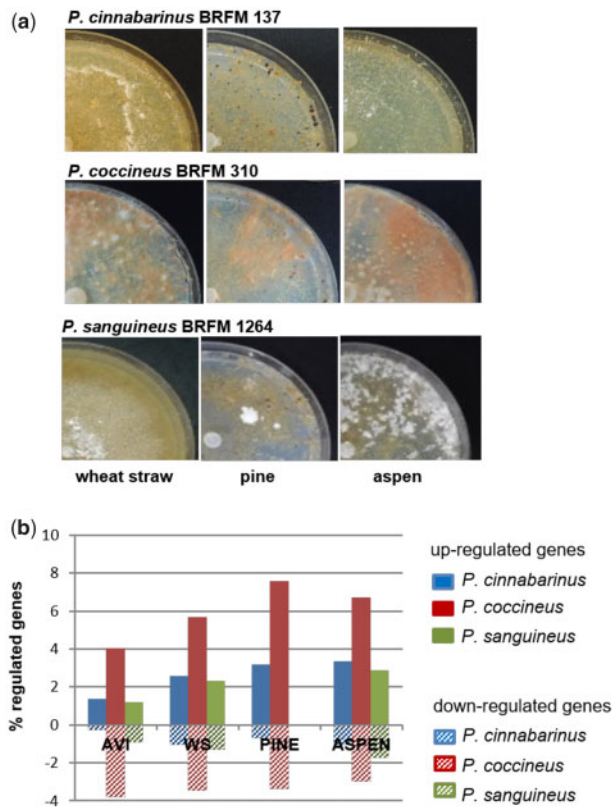 (a)
P. cinnabarinus BRFM 137
P. coccineus BRFM 310
P. sanguineus BRFM 1264
wheat straw pine aspen
(b)
% regulated genes
10
8
6
4
2
0
-2
-4
AVI WS PINE ASPEN
up-regulated genes
P. cinnabarinus
P. coccineus
P. sanguineus
down-regulated genes
P. cinnabarinus
P. coccineus
P. sanguineus